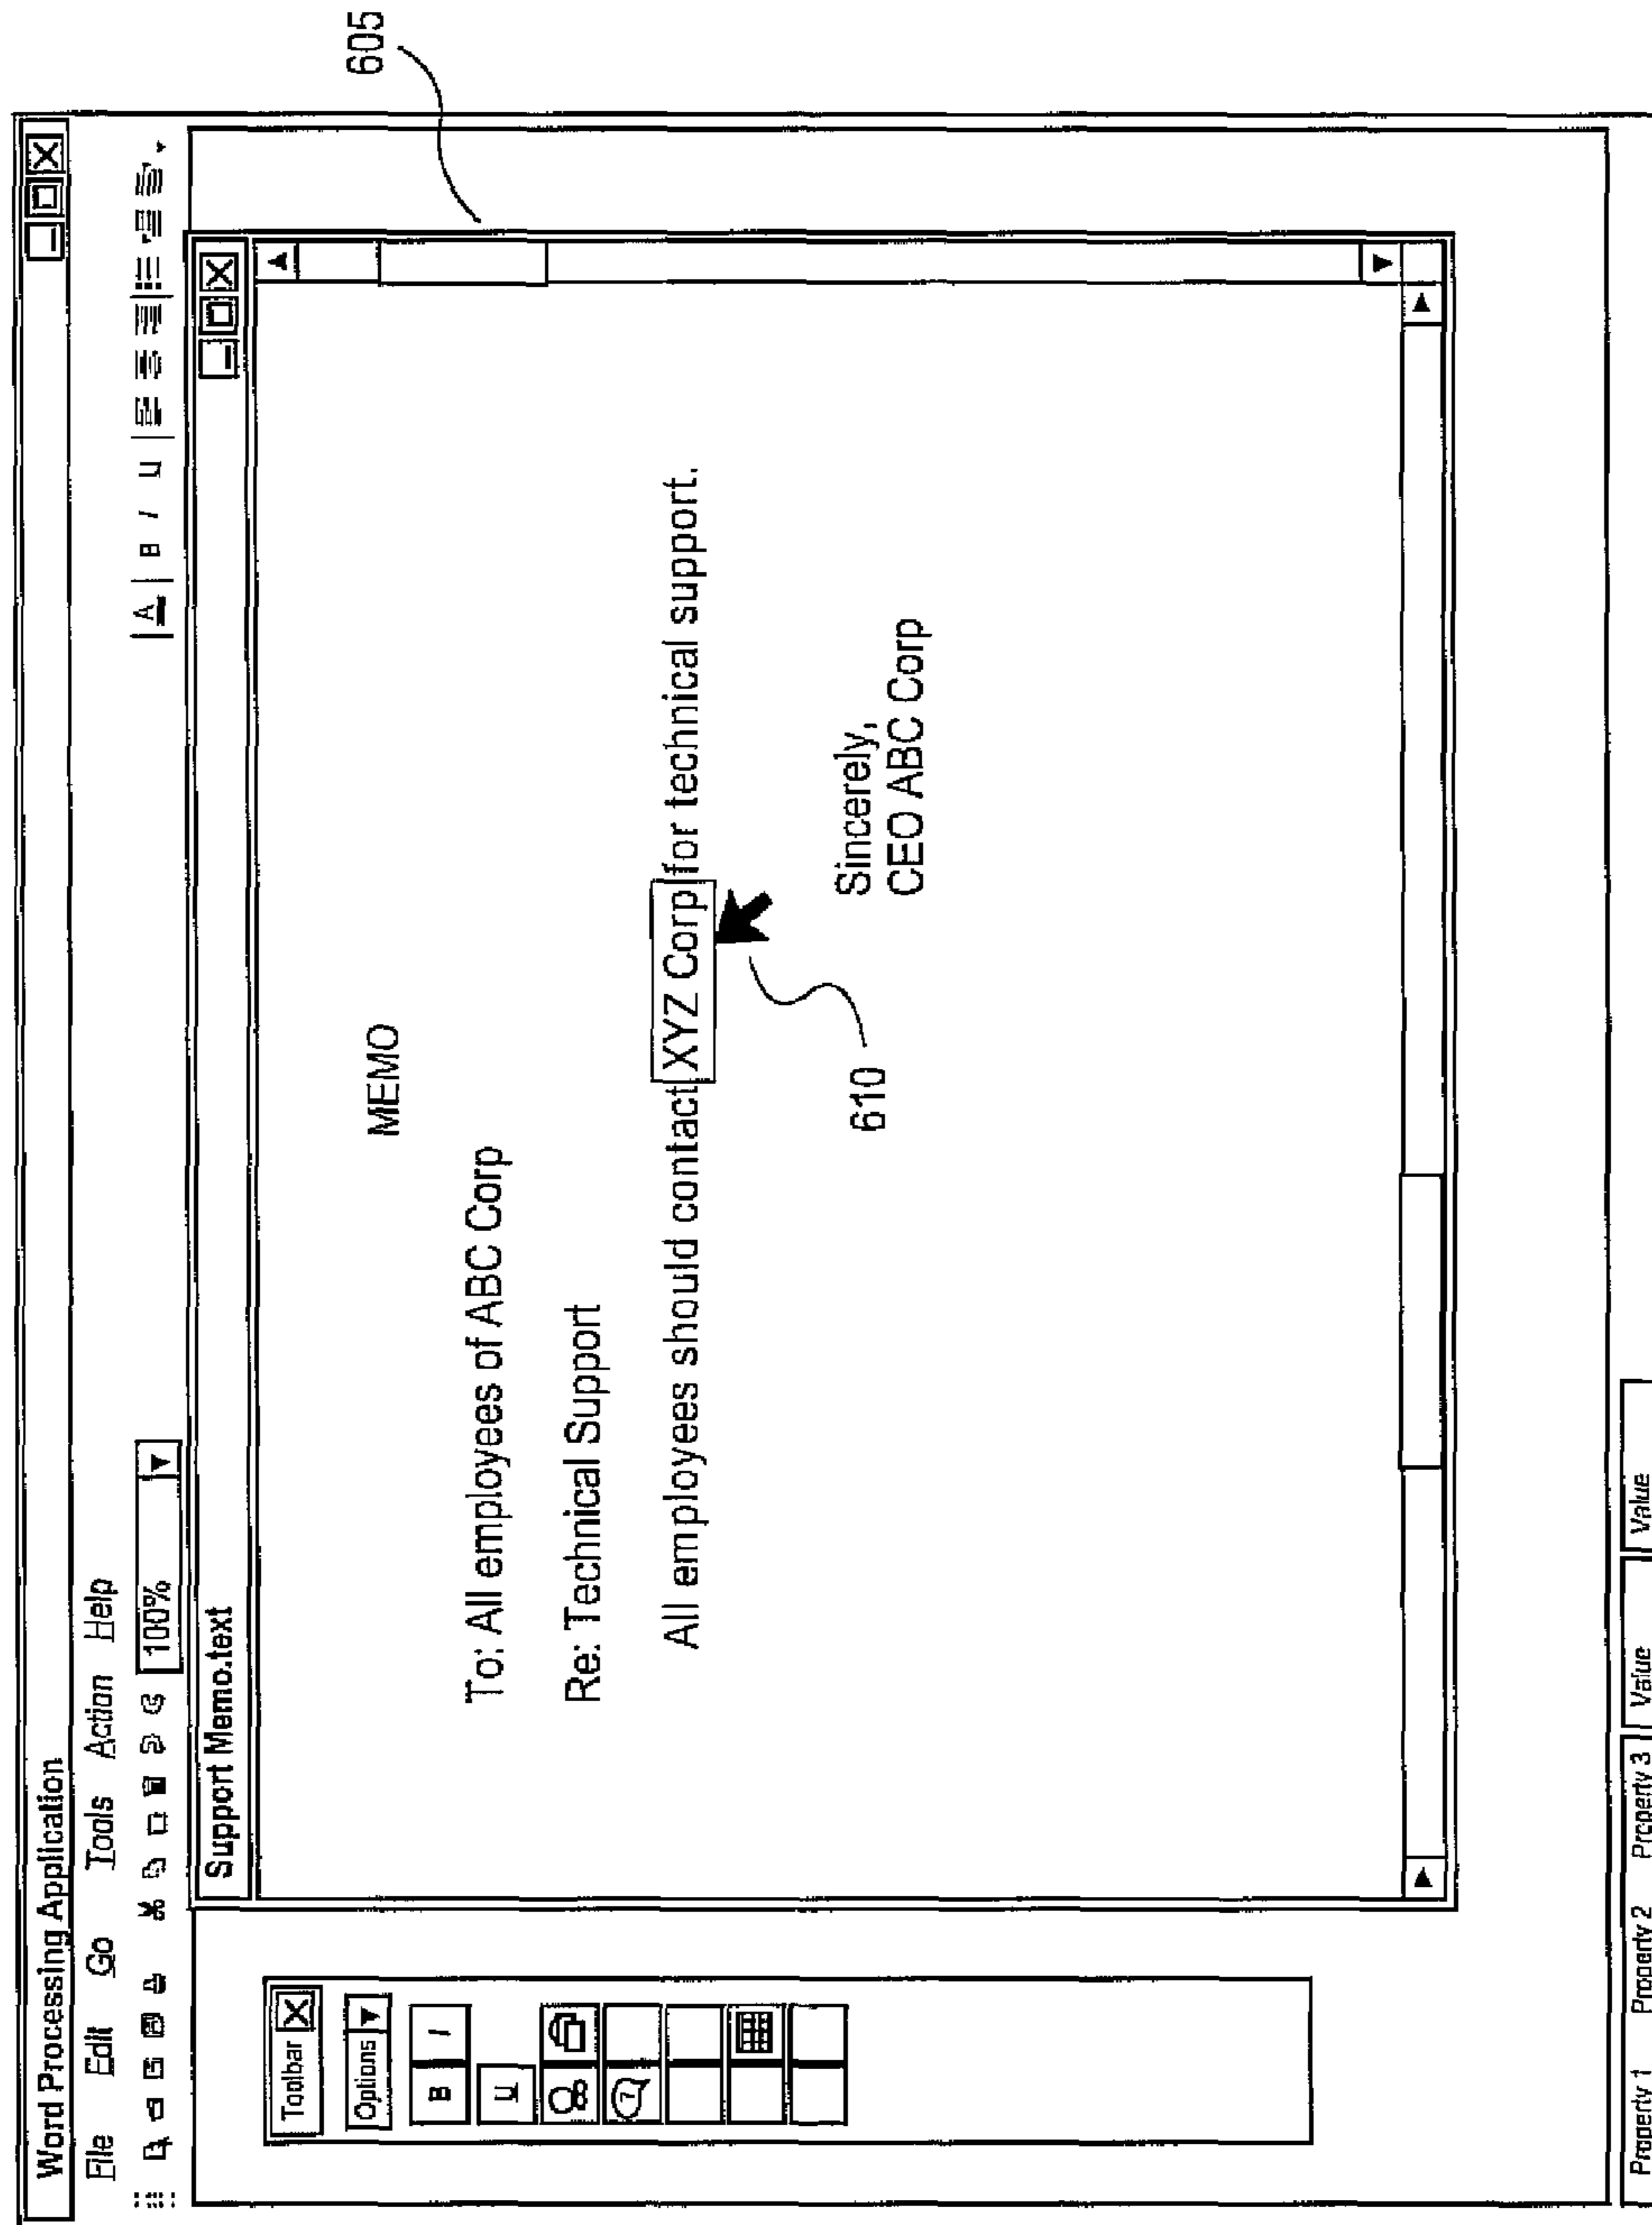 605
Word Processing Application
File Edit Go Tools Action Help
100%
A B I U
Support Memo.text
Toolbar
Options
B I
U
?
MEMO
To: All employees of ABC Corp
Re: Technical Support
All employees should contact XYZ Corp for technical support.
610
Sincerely,
CEO ABC Corp
Property 1 Property 2 Property 3 Value Value